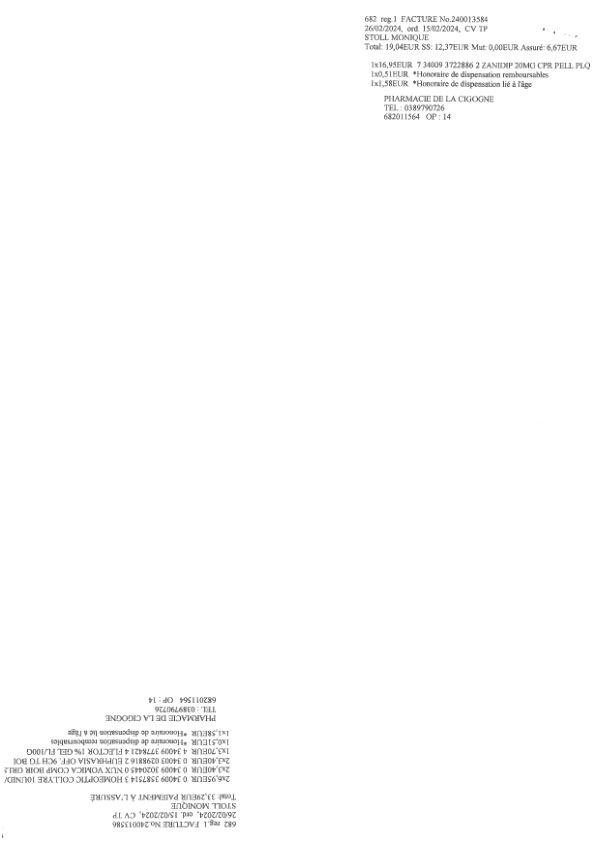 682 reg.1 FACTURE No.240013584
26/02/2024, ord. 15/02/2024, CV TP
STOLL MONIQUE
Total: 19,04EUR SS: 12,37EUR Mut: 0,00EUR Assuré: 6,67EUR
1x16,95EUR 7 34009 3722886 2 ZANIDIP 20MG CPR PELL PLQ
1x0,51EUR *Honoraire de dispensation remboursables
1x1,58EUR *Honoraire de dispensation lié à l'âge
PHARMACIE DE LA CIGOGNE
TEL : 0389790726
682011564 OP : 14
682 reg.1 FACTURE No.240013586
26/02/2024, ord. 15/02/2024, CV TP
STOLL MONIQUE
Total: 33,29EUR PAIEMENT À L'ASSURÉ
2x6,95EUR 0 34009 3587514 3 HOMEOPTIC COLLYRE 10UNID/
2x3,40EUR 0 34009 3020445 0 NUX VOMICA COMP BOIR GR
2x3,40EUR 0 34003 0298816 2 EUPHRASIA OFF. 9CH TG BOI
1x3,70EUR 4 34009 3778421 4 FLECTOR 1% GEL FL/100G
1x0,51EUR *Honoraire de dispensation remboursables
1x1,58EUR *Honoraire de dispensation lié à l'âge
PHARMACIE DE LA CIGOGNE
TEL : 0389790726
682011564 OP : 14